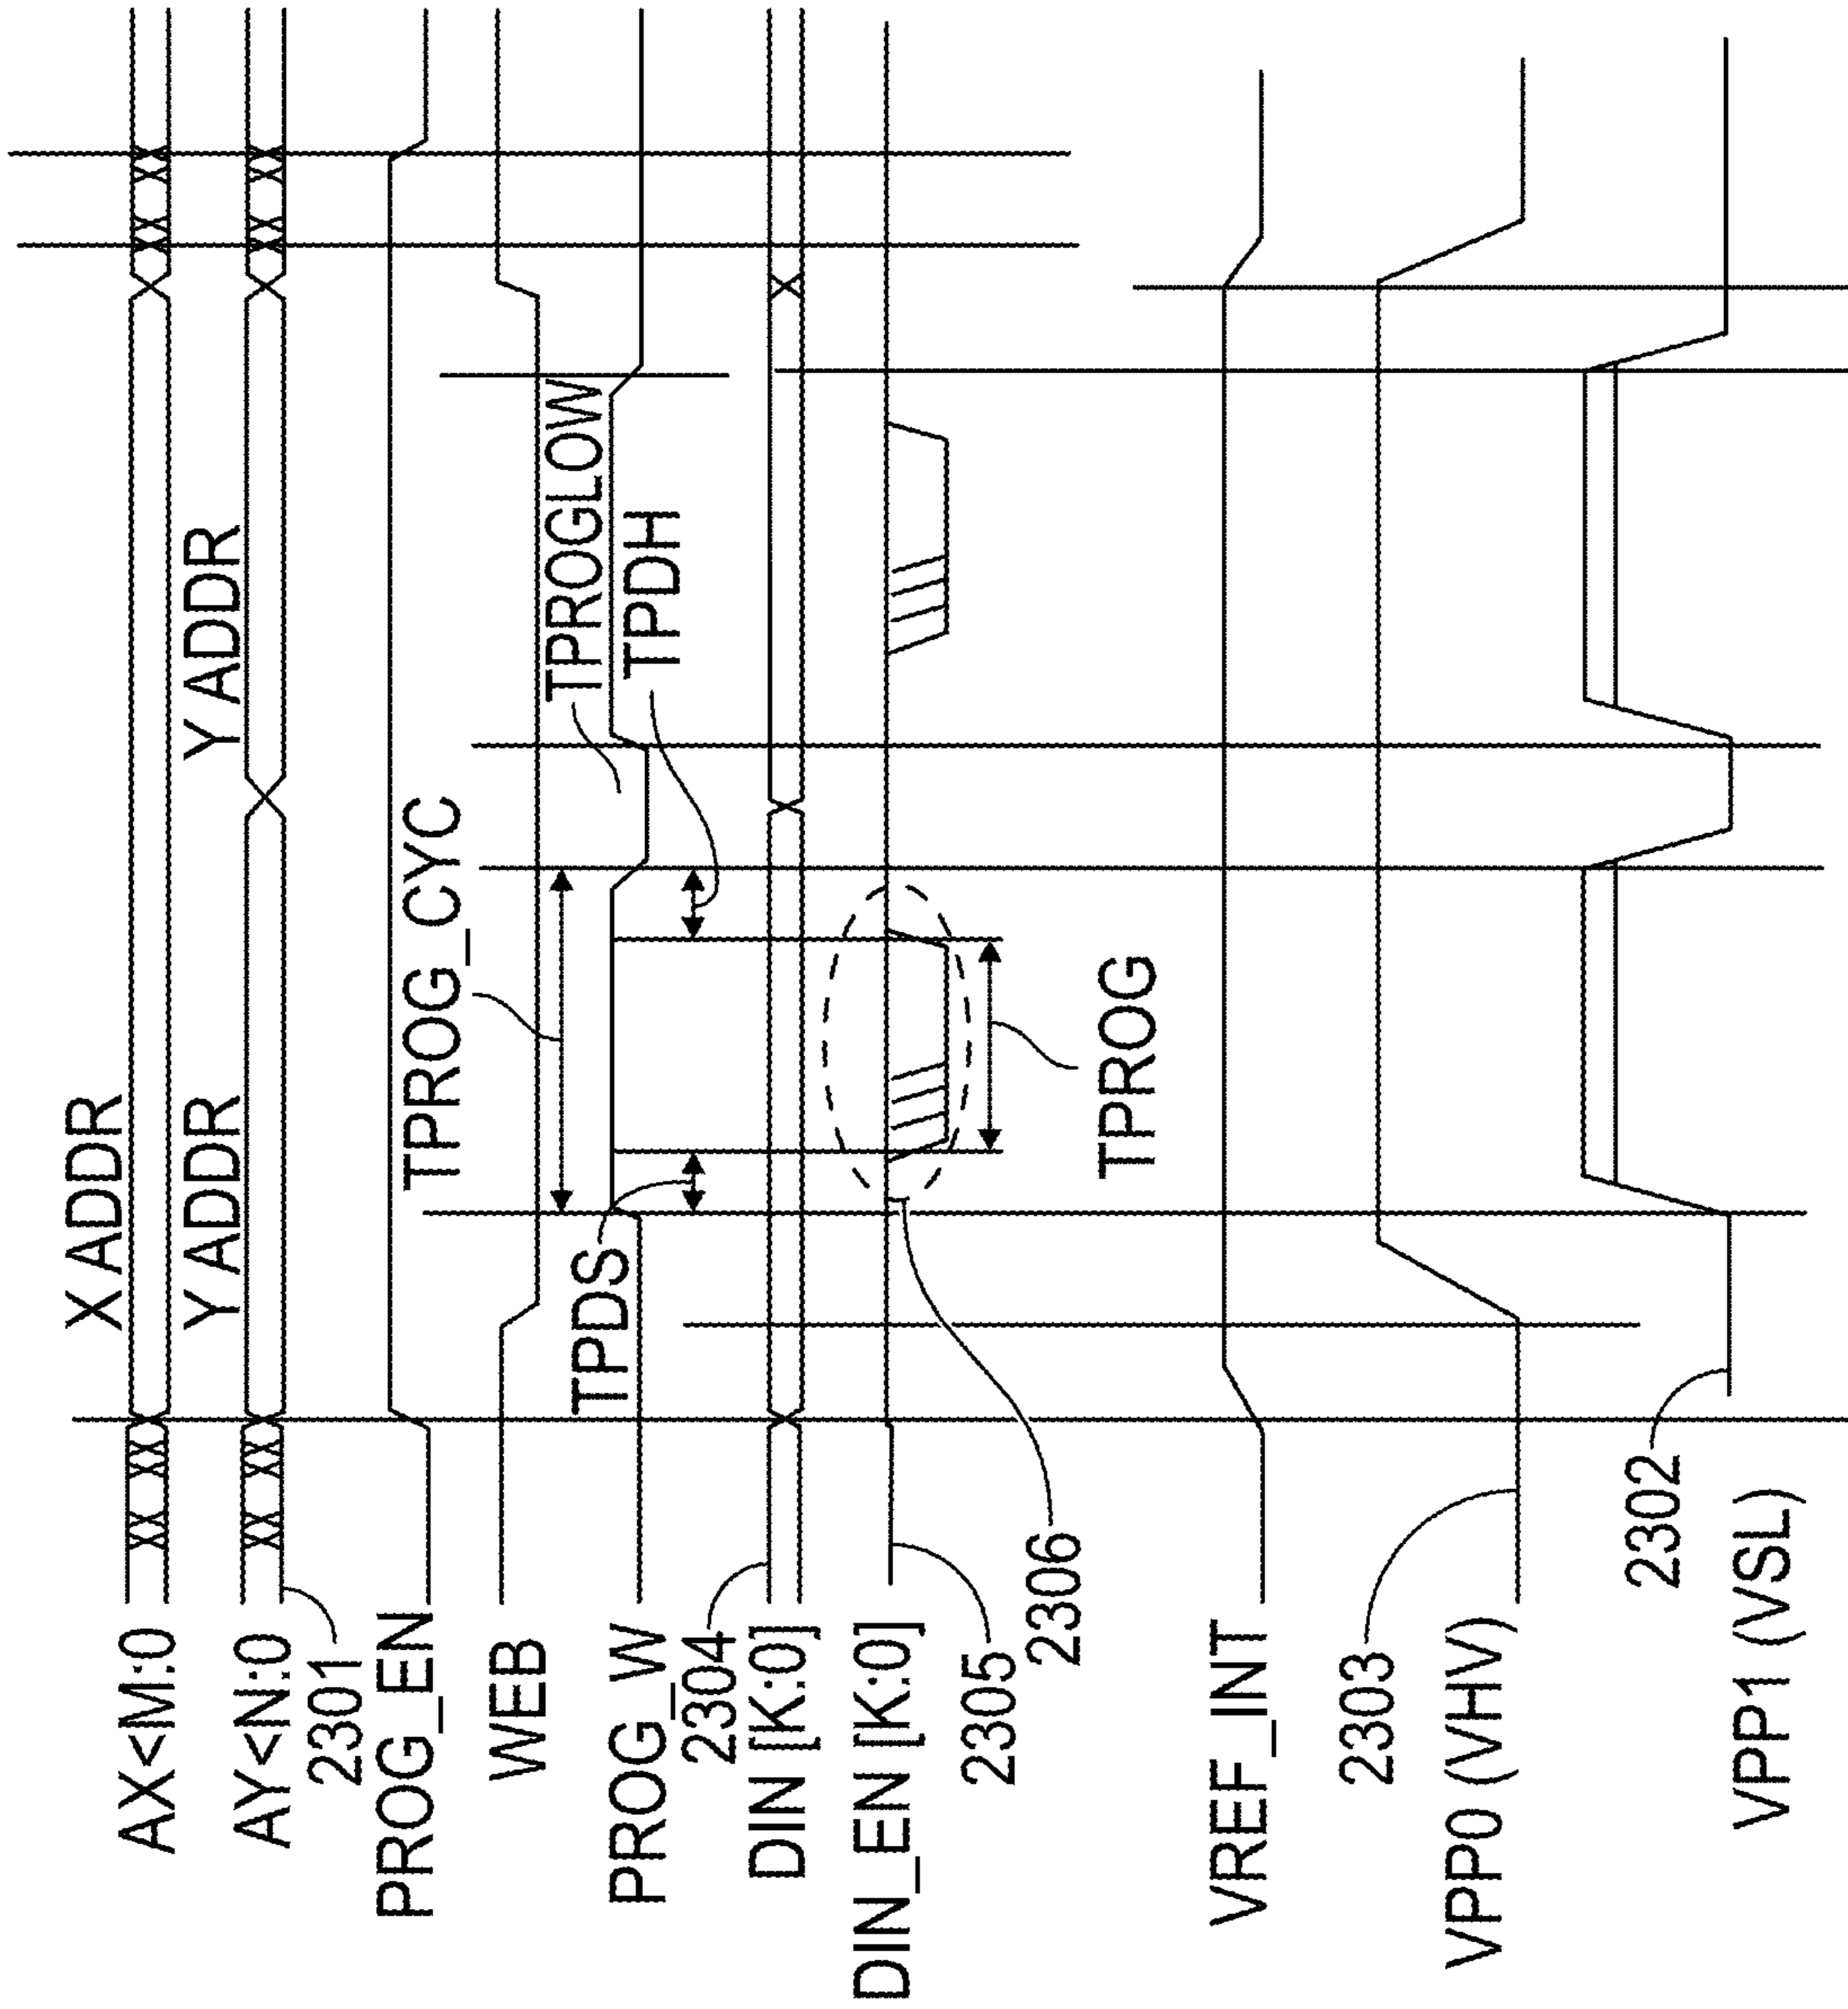 X ADDR
AX<M:0
Y ADDR
Y ADDR
AY<N:0
2301
PROG_EN
TPROG_CYC
WEB
TPROGLOW
TPDS
TPDH
PROG_W
2304
DIN [K:0]
DIN_EN [K:0]
2305
2306
TPROG
VREF_INT
2303
VPP0 (VHV)
2302
VPP1 (VSL)